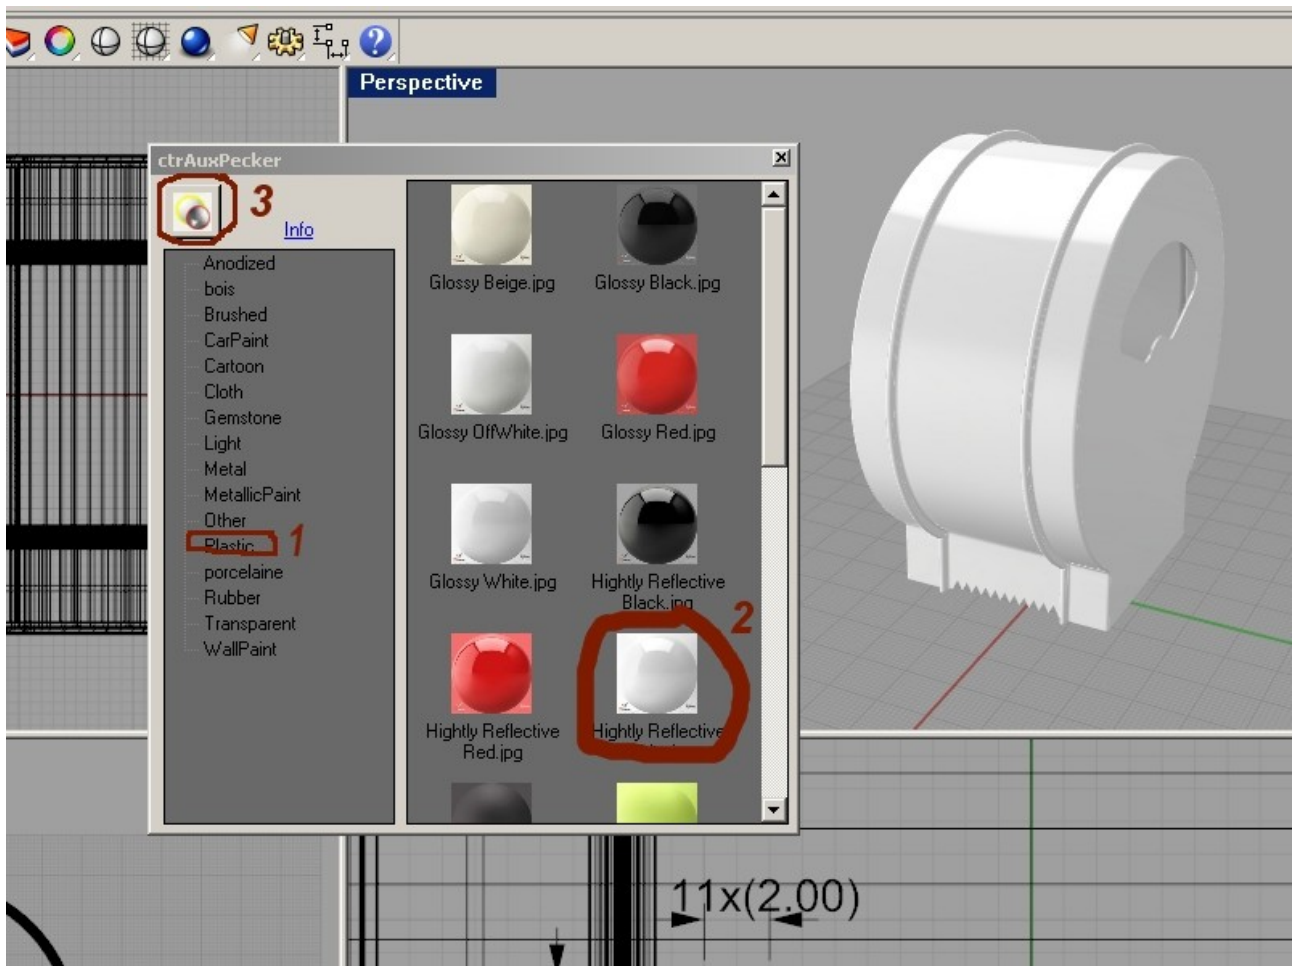 Perspective
ctrAuxPecker
3
Info
Anodized
bois
Brushed
CarPaint
Cartoon
Cloth
Gemstone
Light
Metal
MetallicPaint
Other
Plastic
1
porcelaine
Rubber
Transparent
WallPaint
Glossy Beige.jpg
Glossy Black.jpg
Glossy OffWhite.jpg
Glossy Red.jpg
Glossy White.jpg
Hightly Reflective
Black.jpg
2
Hightly Reflective
Red.jpg
Hightly Reflective
11x(2.00)